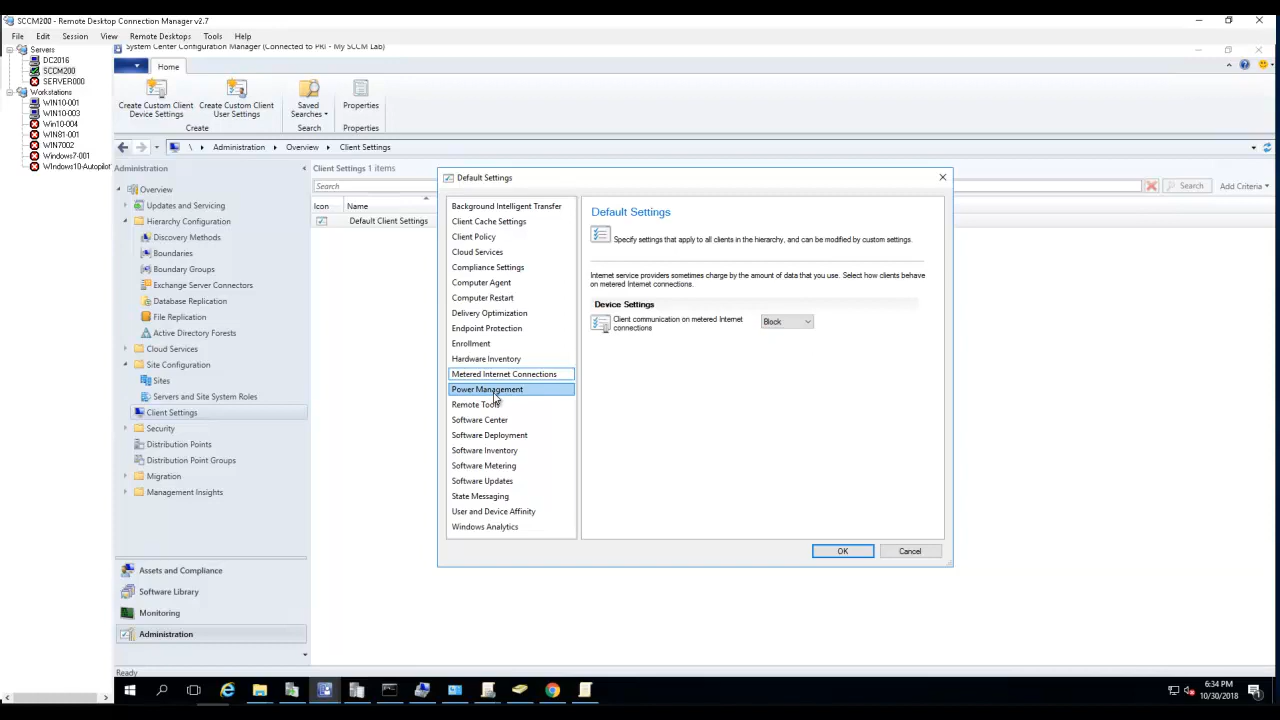 SCCM200 - Remote Desktop Connection Manager v2.7
File Edit Session View Remote Desktops Tools Help
Servers
DC2016
SCCM200
SERVER000
Workstations
WIN10-001
WIN10-003
Win10-004
WIN81-001
WIN7002
Windows7-001
Windows10-Autopilot
System Center Configuration Manager (Connected to PRI - My SCCM Lab)
Home
Create Custom Client
Device Settings
Create Custom Client
User Settings
Saved
Searches
Properties
Create
Search
Properties
\ Administration Overview Client Settings
Administration
Overview
Updates and Servicing
Hierarchy Configuration
Discovery Methods
Boundaries
Boundary Groups
Exchange Server Connectors
Database Replication
File Replication
Active Directory Forests
Cloud Services
Site Configuration
Sites
Servers and Site System Roles
Client Settings
Security
Distribution Points
Distribution Point Groups
Migration
Management Insights
Assets and Compliance
Software Library
Monitoring
Administration
Client Settings 1 items
Search
Search
Add Criteria
Icon Name
Default Client Settings
Default Settings
Background Intelligent Transfer
Client Cache Settings
Client Policy
Cloud Services
Compliance Settings
Computer Agent
Computer Restart
Delivery Optimization
Endpoint Protection
Enrollment
Hardware Inventory
Metered Internet Connections
Power Management
Remote Tools
Software Center
Software Deployment
Software Inventory
Software Metering
Software Updates
State Messaging
User and Device Affinity
Windows Analytics
Default Settings
Specify settings that apply to all clients in the hierarchy, and can be modified by custom settings.
Internet service providers sometimes charge by the amount of data that you use. Select how clients behave
on metered Internet connections.
Device Settings
Client communication on metered Internet
connections
Block
OK
Cancel
Ready
6:34 PM
10/30/2018